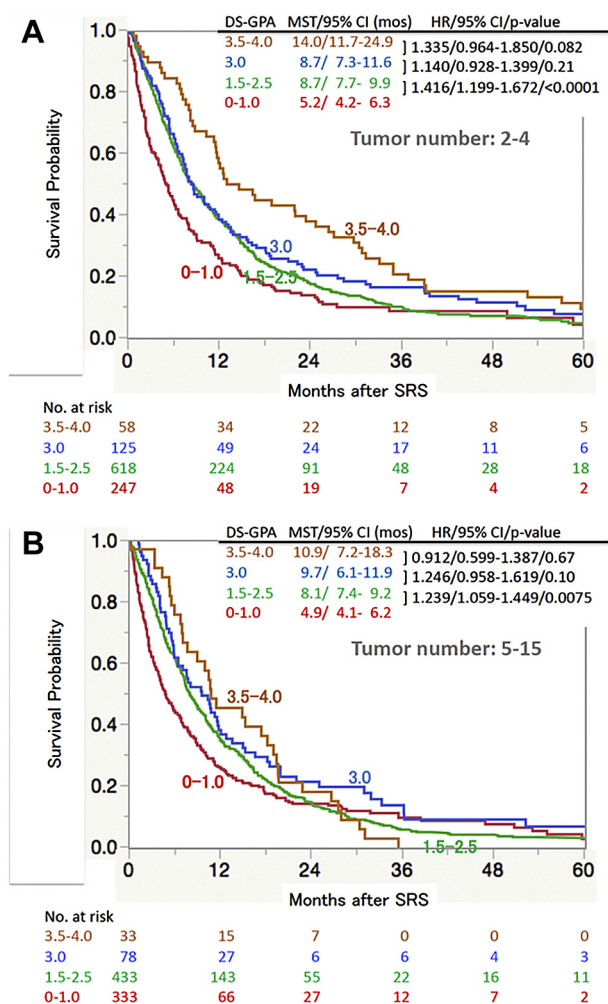 A
DS-GPA MST/95% CI (mos) HR/95% CI/p-value
3.5-4.0 14.0/11.7-24.9
] 1.335/0.964-1.850/0.082
3.0 8.7/ 7.3-11.6
] 1.140/0.928-1.399/0.21
1.5-2.5 8.7/ 7.7- 9.9
] 1.416/1.199-1.672/<0.0001
0-1.0 5.2/ 4.2- 6.3
Tumor number: 2-4
Survival Probability
1.0
0.8
0.6
0.4
0.2
0.0
3.5-4.0
3.0
0-1.0
1.5-2.5
0 12 24 36 48 60
Months after SRS
No. at risk
3.5-4.0 58 34 22 12 8 5
3.0 125 49 24 17 11 6
1.5-2.5 618 224 91 48 28 18
0-1.0 247 48 19 7 4 2
B
DS-GPA MST/95% CI (mos) HR/95% CI/p-value
3.5-4.0 10.9/ 7.2-18.3
] 0.912/0.599-1.387/0.67
3.0 9.7/ 6.1-11.9
] 1.246/0.958-1.619/0.10
1.5-2.5 8.1/ 7.4- 9.2
] 1.239/1.059-1.449/0.0075
0-1.0 4.9/ 4.1- 6.2
Tumor number: 5-15
Survival Probability
1.0
0.8
0.6
0.4
0.2
0.0
3.5-4.0
3.0
0-1.0
1.5-2.5
0 12 24 36 48 60
Months after SRS
No. at risk
3.5-4.0 33 15 7 0 0 0
3.0 78 27 6 6 4 3
1.5-2.5 433 143 55 22 16 11
0-1.0 333 66 27 12 7 2